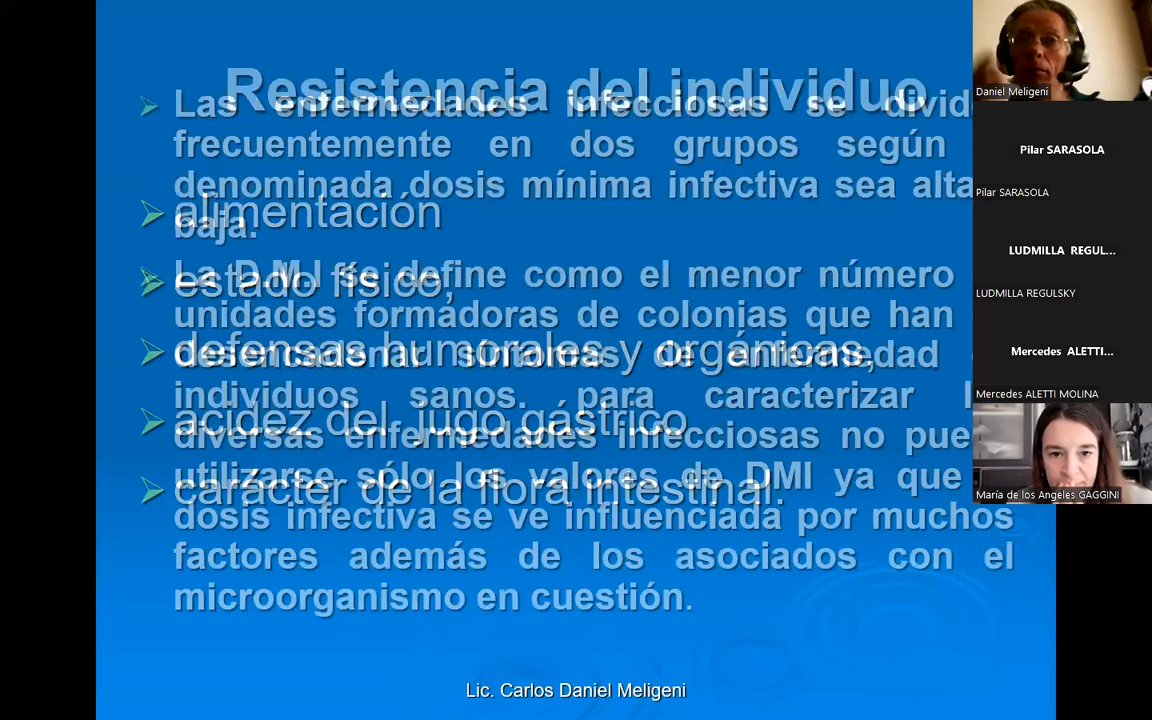 Resistencia del individuo
alimentación
estado físico,
defensas humorales y orgánicas,
acidez del jugo gástrico
carácter de la flora intestinal.
Las enfermedades infecciosas se divid
frecuentemente en dos grupos según
denominada dosis mínima infectiva sea alta
baja.
La D.M.I se define como el menor número
unidades formadoras de colonias que han
desencadenar síntomas de enfermedad
individuos sanos. para caracterizar l
diversas enfermedades infecciosas no pue
utilizarse sólo los valores de DMI ya que
dosis infectiva se ve influenciada por muchos
factores además de los asociados con el
microorganismo en cuestión.
Lic. Carlos Daniel Meligeni
Daniel Meligeni
Pilar SARASOLA
Pilar SARASOLA
LUDMILLA REGUL...
LUDMILLA REGULSKY
Mercedes ALETTI...
Mercedes ALETTI MOLINA
María de los Angeles GAGGINI